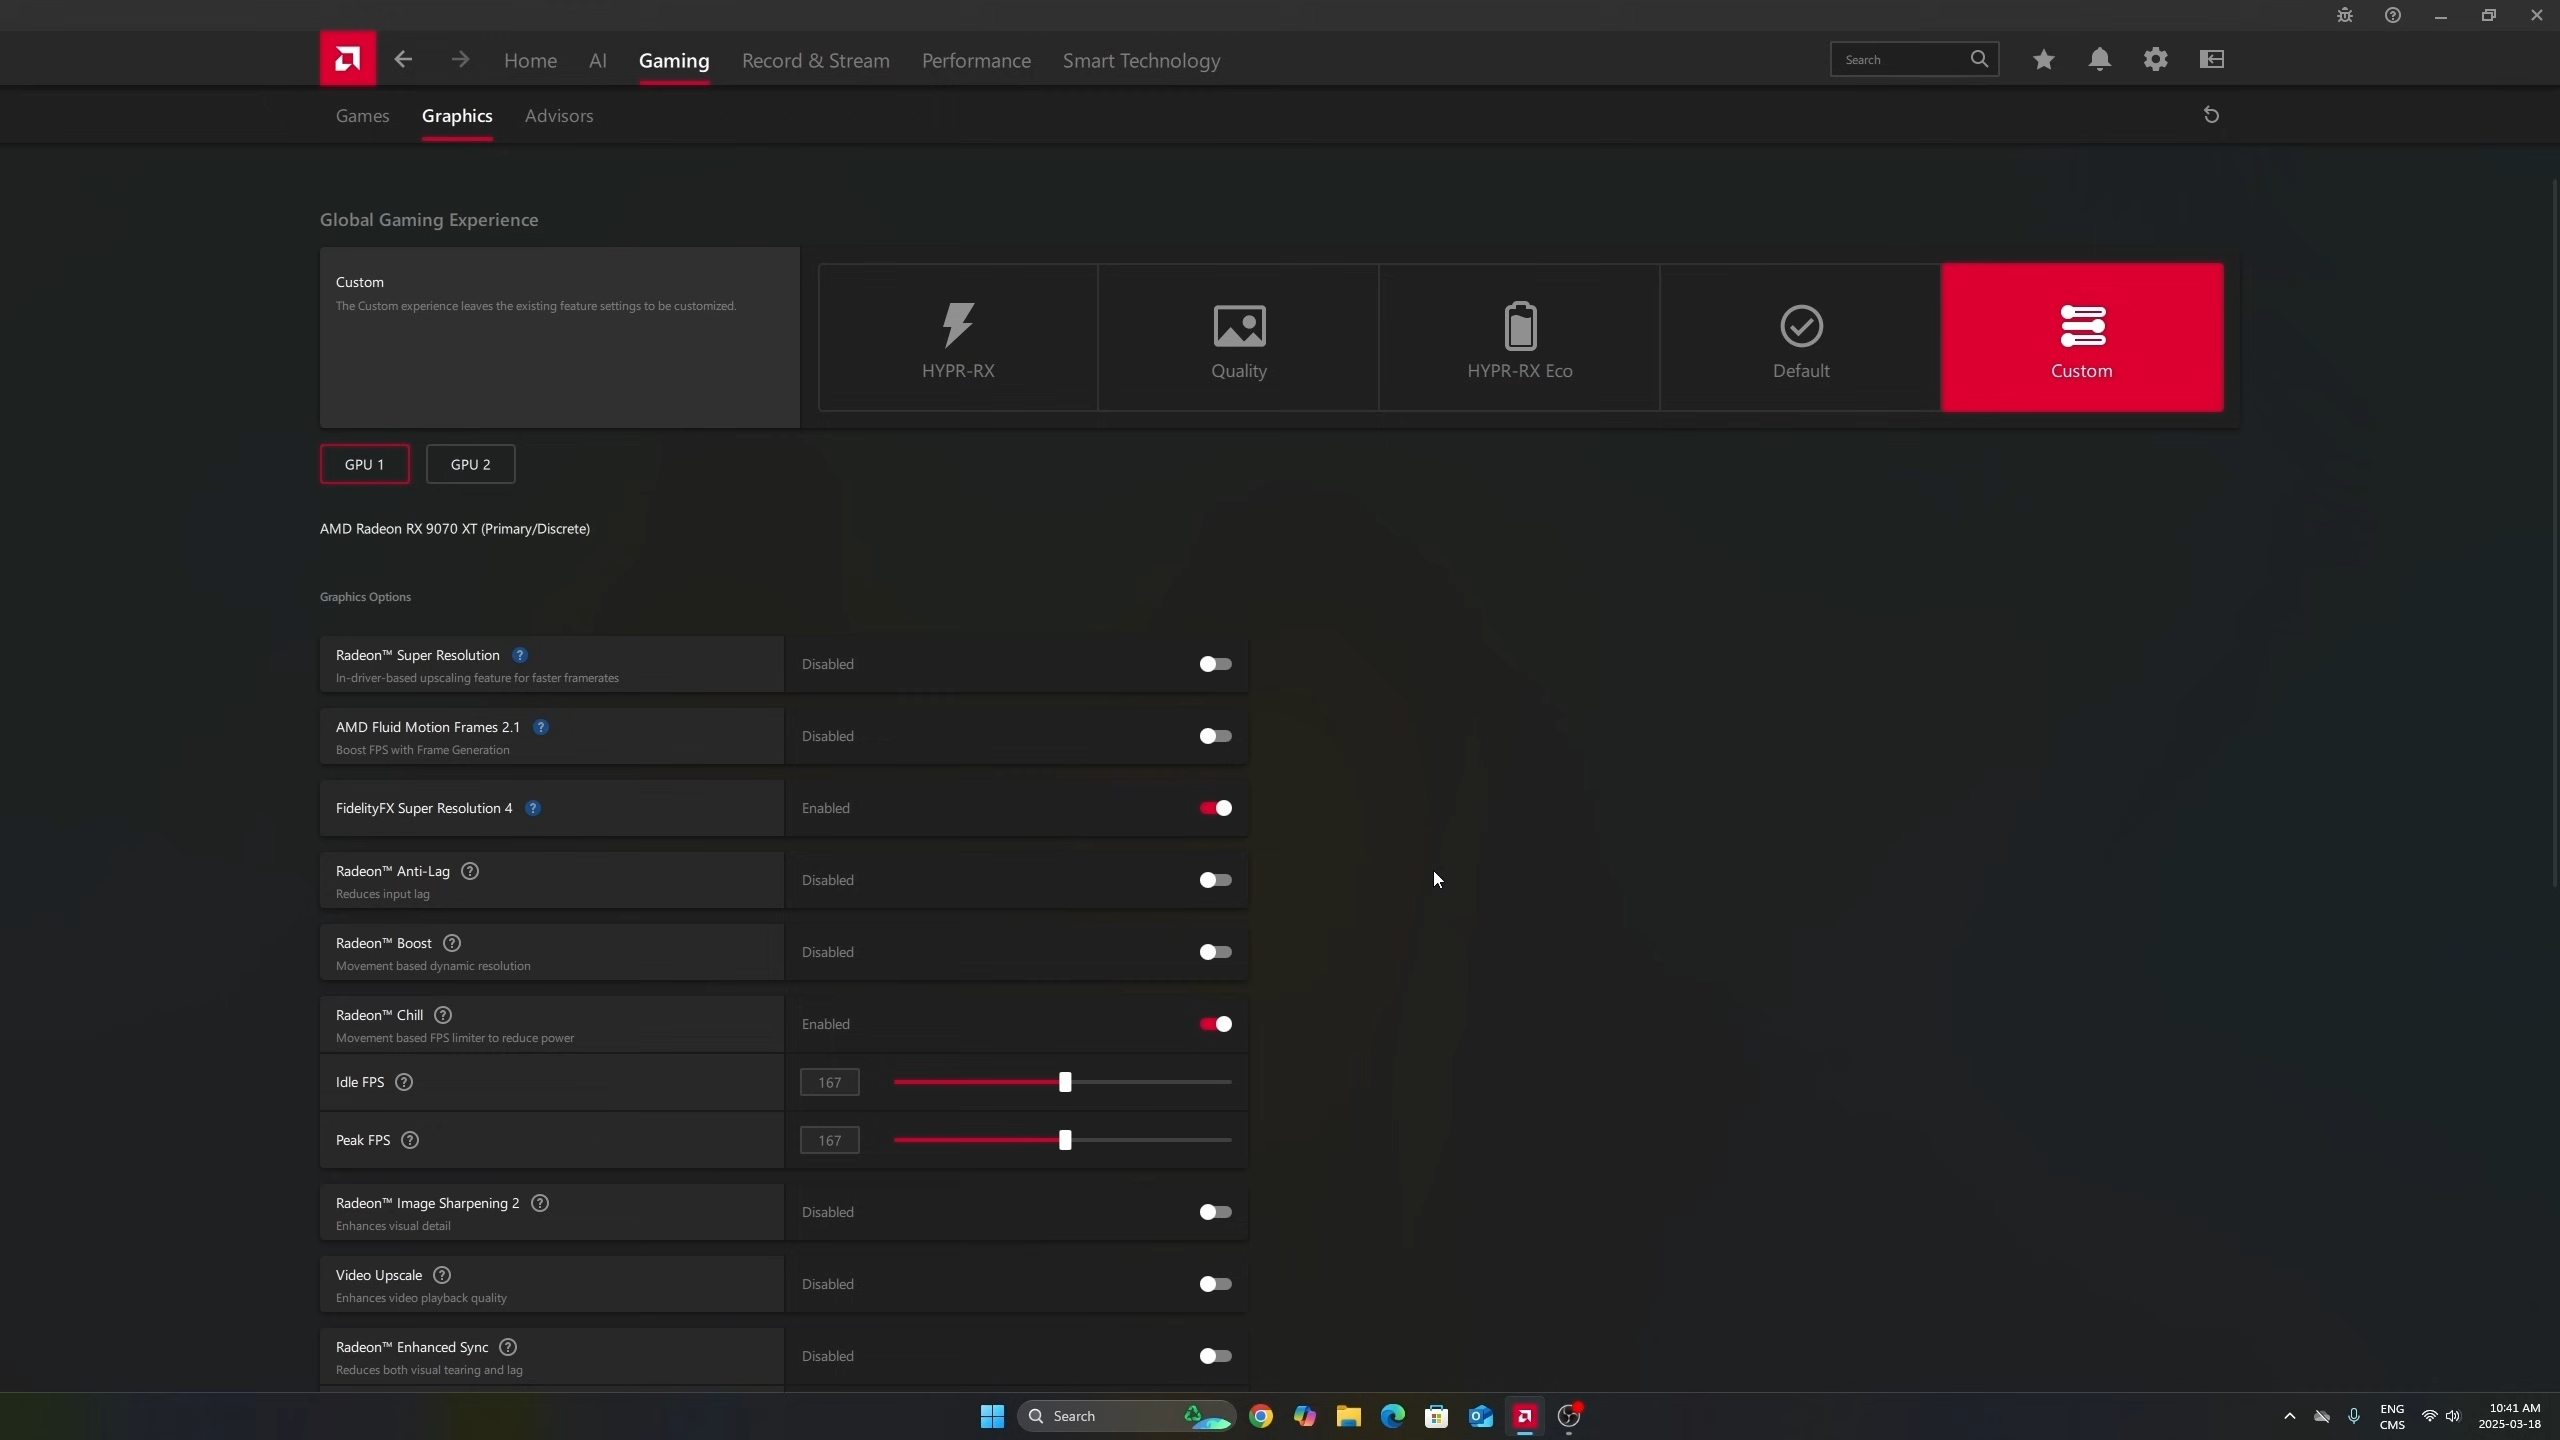 Home AI Gaming Record & Stream Performance Smart Technology Search
Games Graphics Advisors
Global Gaming Experience
Custom
The Custom experience leaves the existing feature settings to be customized.
HYPR-RX Quality HYPR-RX Eco Default Custom
GPU 1 GPU 2
AMD Radeon RX 9070 XT (Primary/Discrete)
Graphics Options
Radeon™ Super Resolution ?
In-driver-based upscaling feature for faster framerates
Disabled
AMD Fluid Motion Frames 2.1 ?
Boost FPS with Frame Generation
Disabled
FidelityFX Super Resolution 4 ?
Enabled
Radeon™ Anti-Lag ?
Reduces input lag
Disabled
Radeon™ Boost ?
Movement based dynamic resolution
Disabled
Radeon™ Chill ?
Movement based FPS limiter to reduce power
Enabled
Idle FPS ? 167
Peak FPS ? 167
Radeon™ Image Sharpening 2 ?
Enhances visual detail
Disabled
Video Upscale ?
Enhances video playback quality
Disabled
Radeon™ Enhanced Sync ?
Reduces both visual tearing and lag
Disabled
Search
ENG
CMS
10:41 AM
2025-03-18